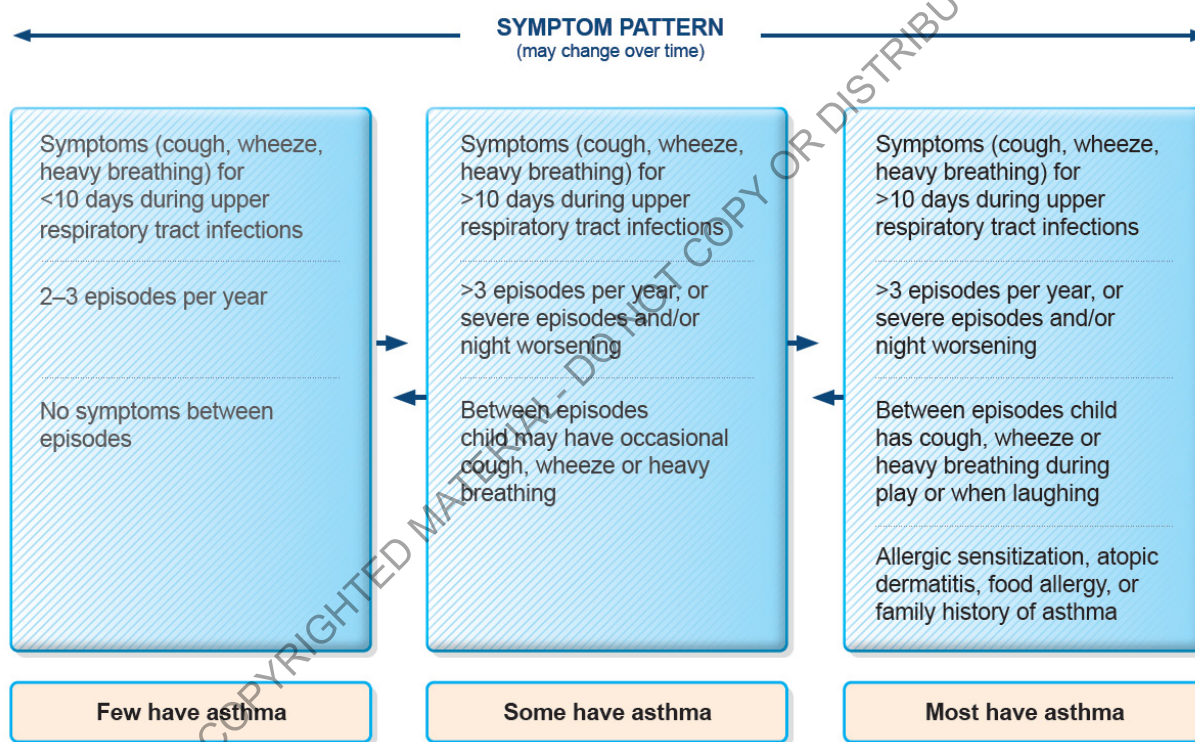 SYMPTOM PATTERN
(may change over time)
Symptoms (cough, wheeze,
heavy breathing) for
<10 days during upper
respiratory tract infections
2–3 episodes per year
No symptoms between
episodes
Few have asthma
Symptoms (cough, wheeze,
heavy breathing) for
>10 days during upper
respiratory tract infections
>3 episodes per year, or
severe episodes and/or
night worsening
Between episodes
child may have occasional
cough, wheeze or heavy
breathing
Some have asthma
Symptoms (cough, wheeze,
heavy breathing) for
>10 days during upper
respiratory tract infections
>3 episodes per year, or
severe episodes and/or
night worsening
Between episodes child
has cough, wheeze or
heavy breathing during
play or when laughing
Allergic sensitization, atopic
dermatitis, food allergy, or
family history of asthma
Most have asthma
COPYRIGHTED MATERIAL - DO NOT COPY OR DISTRIBU